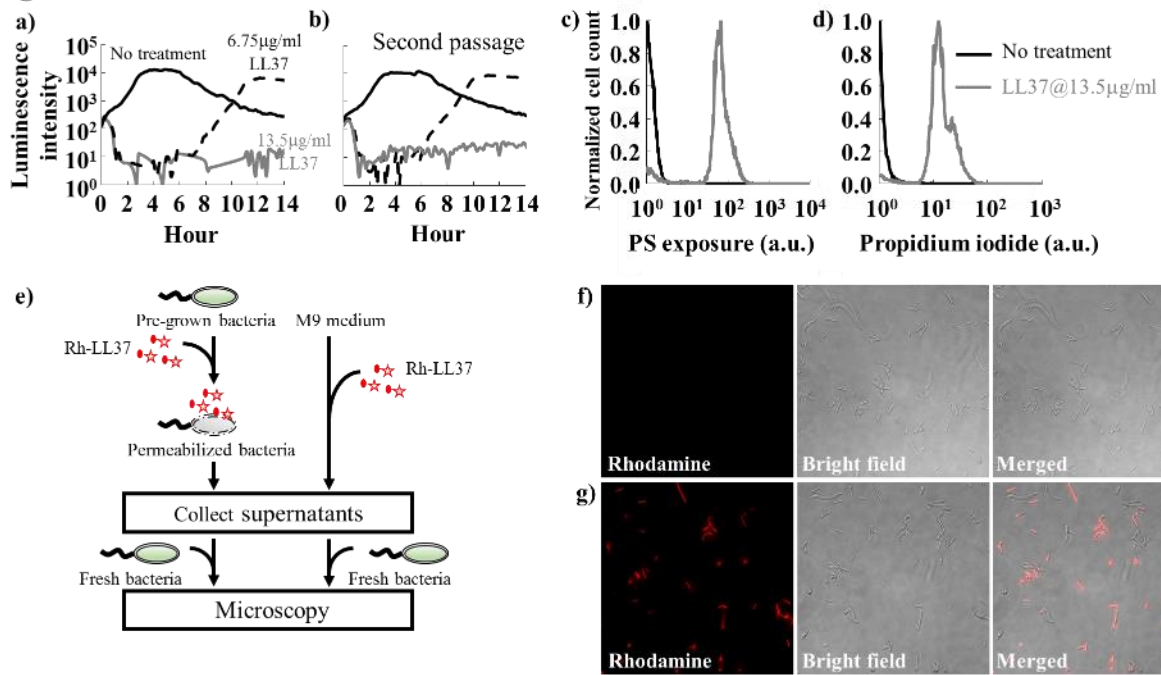 a)
Luminescence
intensity
10⁵
10⁴
10³
10²
10¹
10⁰
No treatment
6.75μg/ml
LL37
13.5μg/ml
LL37
0 2 4 6 8 10 12 14
Hour
b)
Second passage
0 2 4 6 8 10 12 14
Hour
c)
Normalized cell count
1.0
0.8
0.6
0.4
0.2
0.0
10⁰ 10¹ 10² 10³ 10⁴
PS exposure (a.u.)
d)
1.0
0.8
0.6
0.4
0.2
0.0
10⁰ 10¹ 10² 10³
Propidium iodide (a.u.)
No treatment
LL37@13.5μg/ml
e)
Pre-grown bacteria
M9 medium
Rh-LL37
Rh-LL37
Permeabilized bacteria
Collect supernatants
Fresh bacteria
Fresh bacteria
Microscopy
f)
Rhodamine
Bright field
Merged
g)
Rhodamine
Bright field
Merged